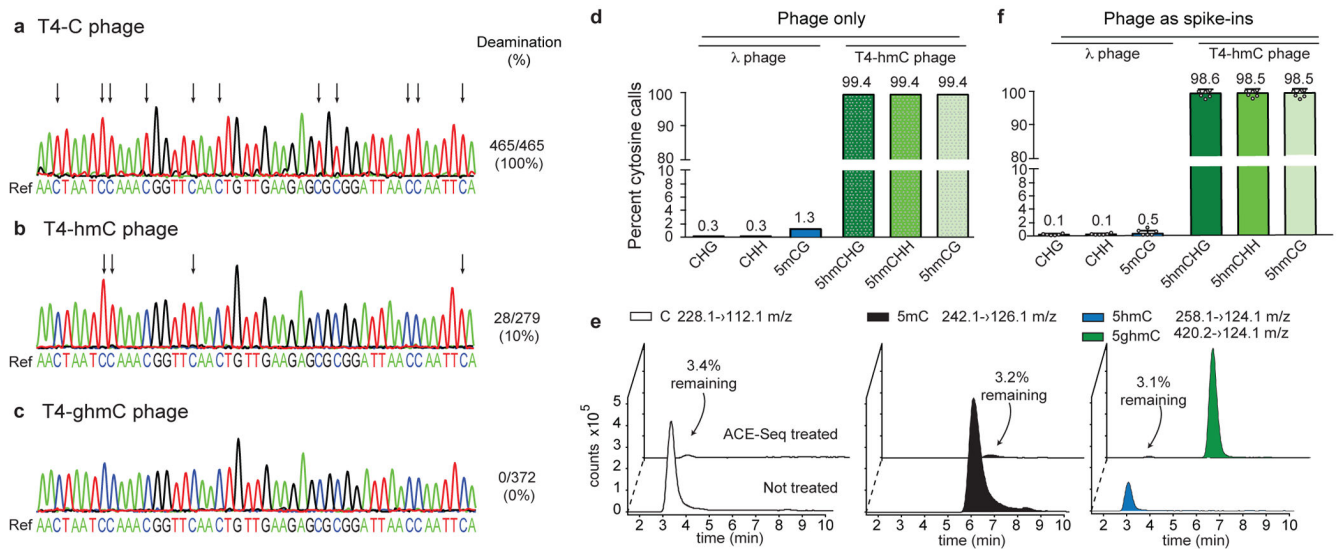 a T4-C phage
Deamination
(%)
465/465
(100%)
Ref AACTAATCCAAACGGTTCAACTGTTGAAGAGCGCGGATTAACCAATTCA
b T4-hmC phage
28/279
(10%)
Ref AACTAATCCAAACGGTTCAACTGTTGAAGAGCGCGGATTAACCAATTCA
c T4-ghmC phage
0/372
(0%)
Ref AACTAATCCAAACGGTTCAACTGTTGAAGAGCGCGGATTAACCAATTCA
d Phage only
λ phage T4-hmC phage
Percent cytosine calls
100
90
80
10
8
6
4
2
0
0.3 0.3 1.3 99.4 99.4 99.4
CHG CHH 5mCG 5hmCHG 5hmCHH 5hmCG
f Phage as spike-ins
λ phage T4-hmC phage
100
90
80
10
8
6
4
2
0
0.1 0.1 0.5 98.6 98.5 98.5
CHG CHH 5mCG 5hmCHG 5hmCHH 5hmCG
e C 228.1->112.1 m/z
5mC 242.1->126.1 m/z
5hmC 258.1->124.1 m/z
5ghmC 420.2->124.1 m/z
counts x10⁵
5
4
3
2
1
0
3.4%
remaining
ACE-Seq treated
Not treated
2 3 4 5 6 7 8 9 10
time (min)
3.2%
remaining
2 3 4 5 6 7 8 9 10
time (min)
3.1%
remaining
2 3 4 5 6 7 8 9 10
time (min)